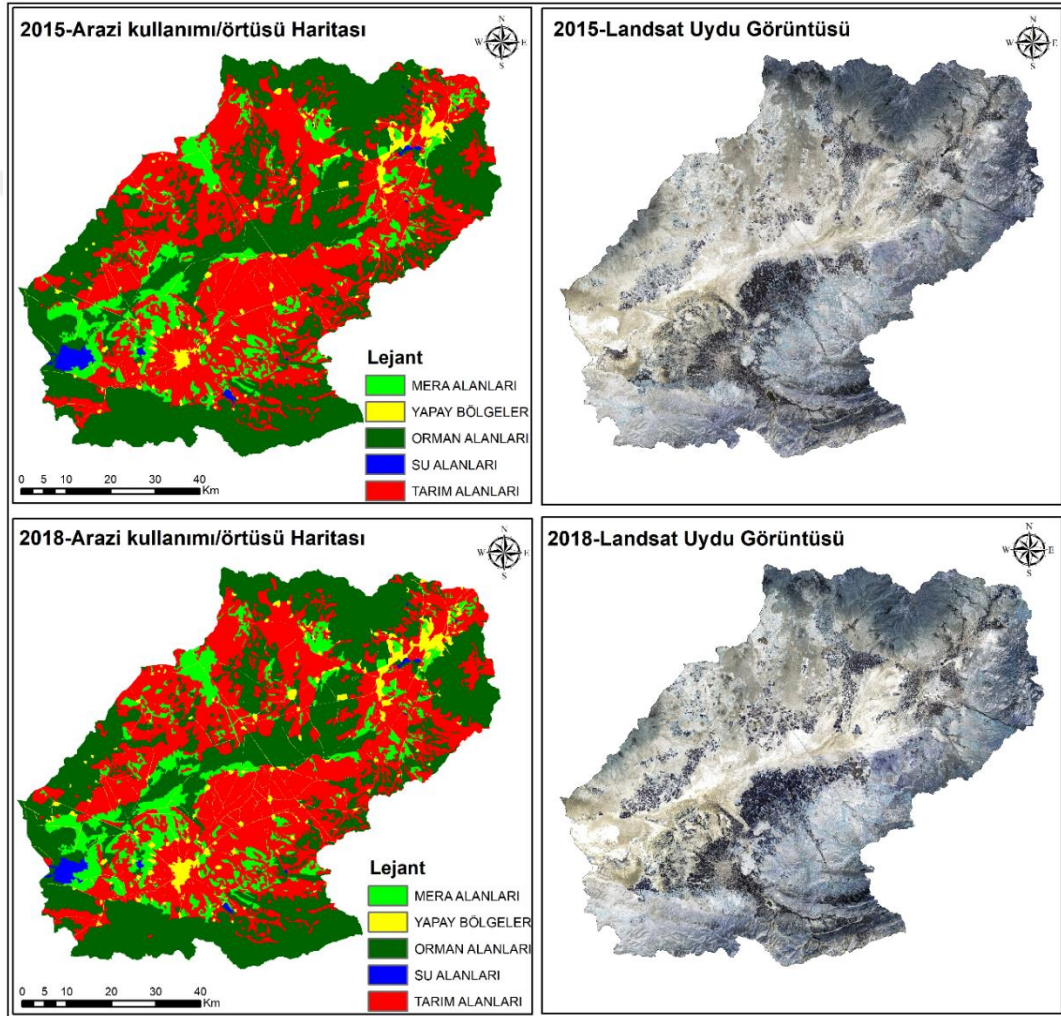 2015-Arazi kullanımı/örtüsü Haritası
N
W E
S
Lejant
MERA ALANLARI
YAPAY BÖLGELER
ORMAN ALANLARI
SU ALANLARI
TARIM ALANLARI
0 5 10 20 30 40
Km
2015-Landsat Uydu Görüntüsü
N
W E
S
2018-Arazi kullanımı/örtüsü Haritası
N
W E
S
Lejant
MERA ALANLARI
YAPAY BÖLGELER
ORMAN ALANLARI
SU ALANLARI
TARIM ALANLARI
0 5 10 20 30 40
Km
2018-Landsat Uydu Görüntüsü
N
W E
S